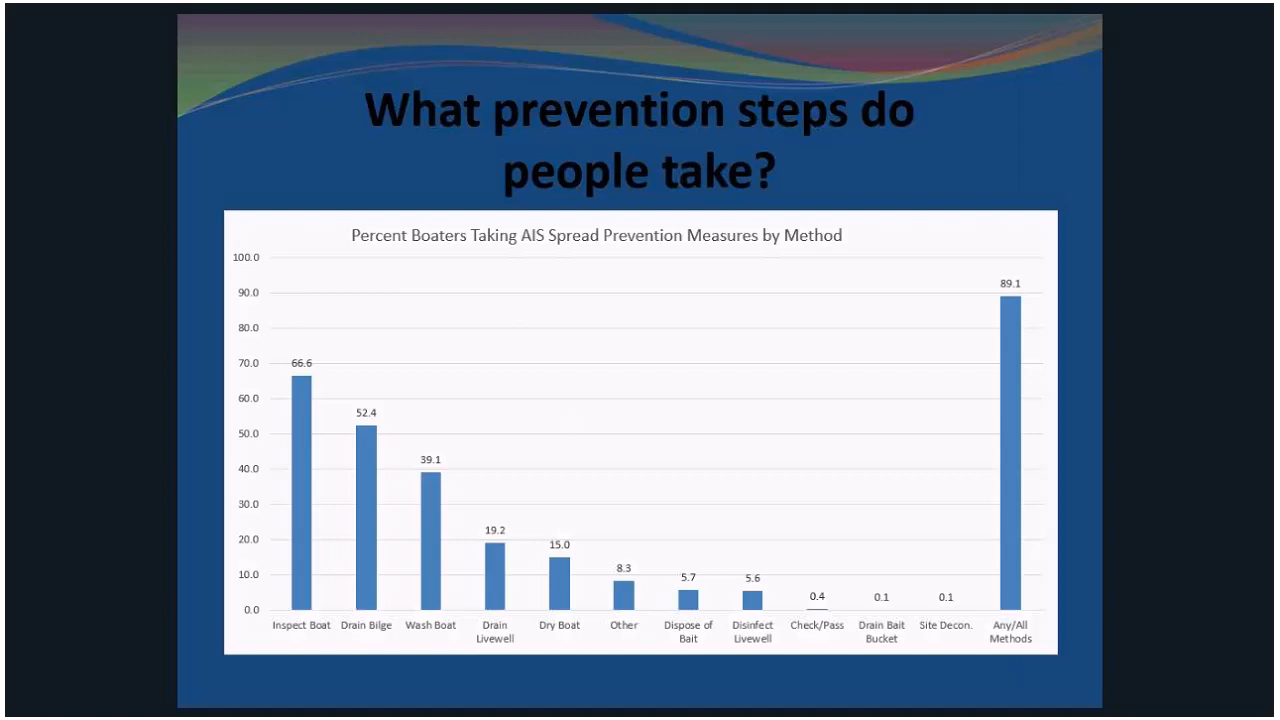 What prevention steps do
people take?
Percent Boaters Taking AIS Spread Prevention Measures by Method
100.0
90.0
80.0
70.0
60.0
50.0
40.0
30.0
20.0
10.0
0.0
66.6
52.4
39.1
19.2
15.0
8.3
5.7
5.6
0.4
0.1
0.1
89.1
Inspect Boat
Drain Bilge
Wash Boat
Drain
Livewell
Dry Boat
Other
Dispose of
Bait
Disinfect
Livewell
Check/Pass
Drain Bait
Bucket
Site Decon.
Any/All
Methods